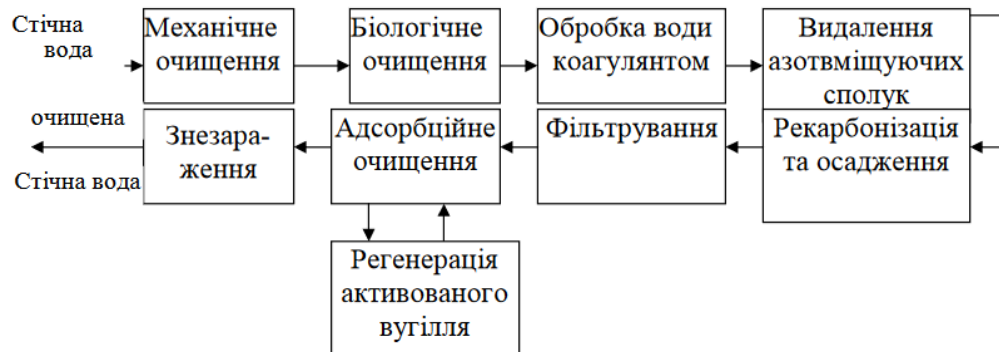 Стічна
вода
Механічне
очищення
Біологічне
очищення
Обробка води
коагулянтом
Видалення
азотвміщуючих
сполук
очищена
Стічна вода
Знезара-
ження
Адсорбційне
очищення
Фільтрування
Рекарбонізація
та осадження
Регенерація
активованого
вугілля